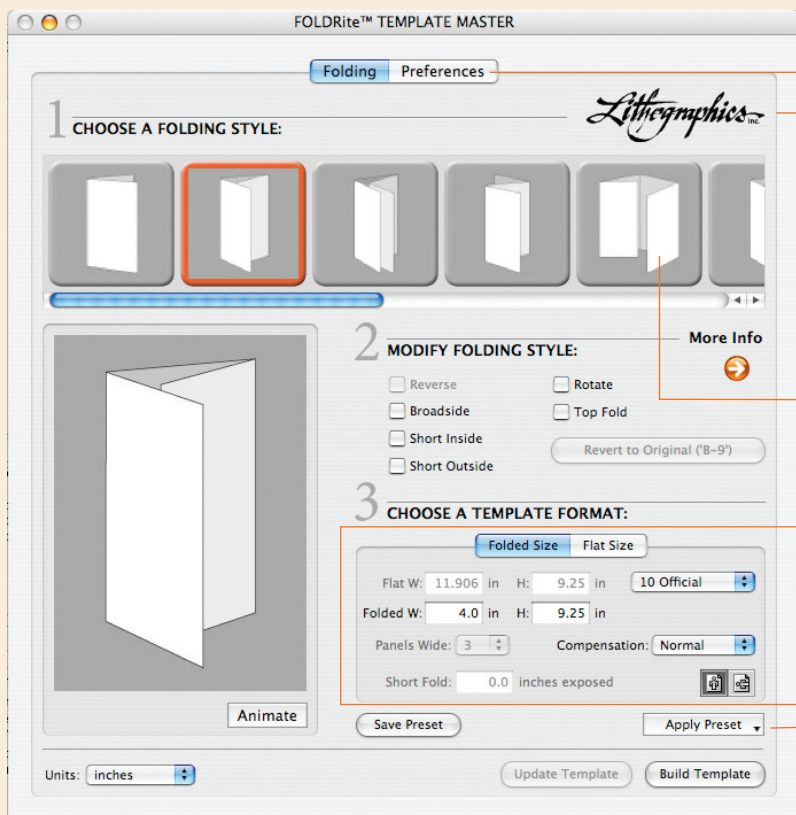 FOLDRite™ TEMPLATE MASTER
Folding Preferences
Lithographics Inc.
1 CHOOSE A FOLDING STYLE:
More Info
2 MODIFY FOLDING STYLE:
Reverse Rotate
Broadside Top Fold
Short Inside
Revert to Original ('B-9')
Short Outside
3 CHOOSE A TEMPLATE FORMAT:
Folded Size Flat Size
Flat W: 11.906 in H: 9.25 in 10 Official
Folded W: 4.0 in H: 9.25 in
Panels Wide: 3 Compensation: Normal
Short Fold: 0.0 inches exposed
Animate
Save Preset Apply Preset
Units: inches Update Template Build Template